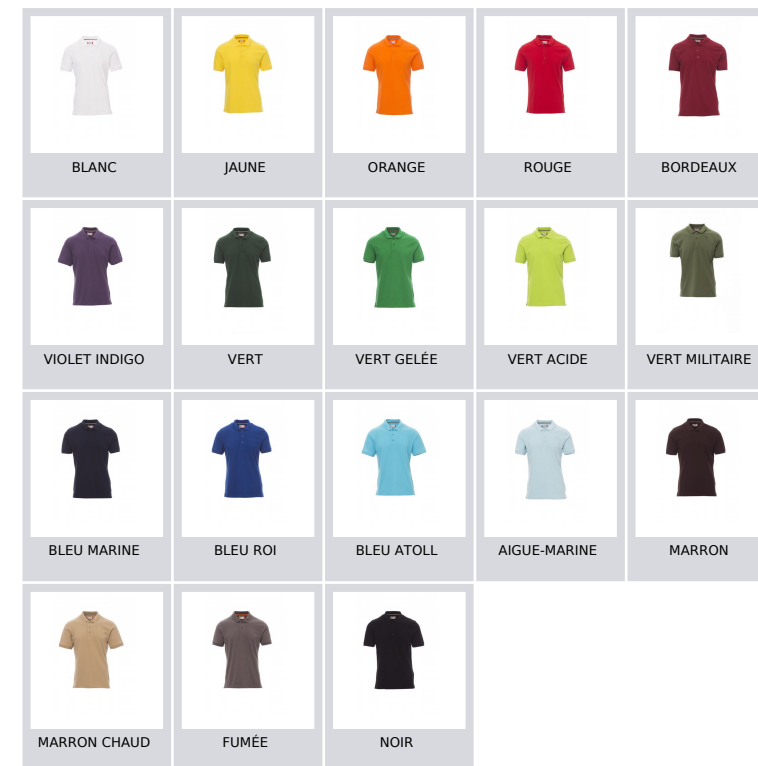 BLANC
JAUNE
ORANGE
ROUGE
BORDEAUX
VIOLET INDIGO
VERT
VERT GELÉE
VERT ACIDE
VERT MILITAIRE
BLEU MARINE
BLEU ROI
BLEU ATOLL
AIGUE-MARINE
MARRON
MARRON CHAUD
FUMÉE
NOIR